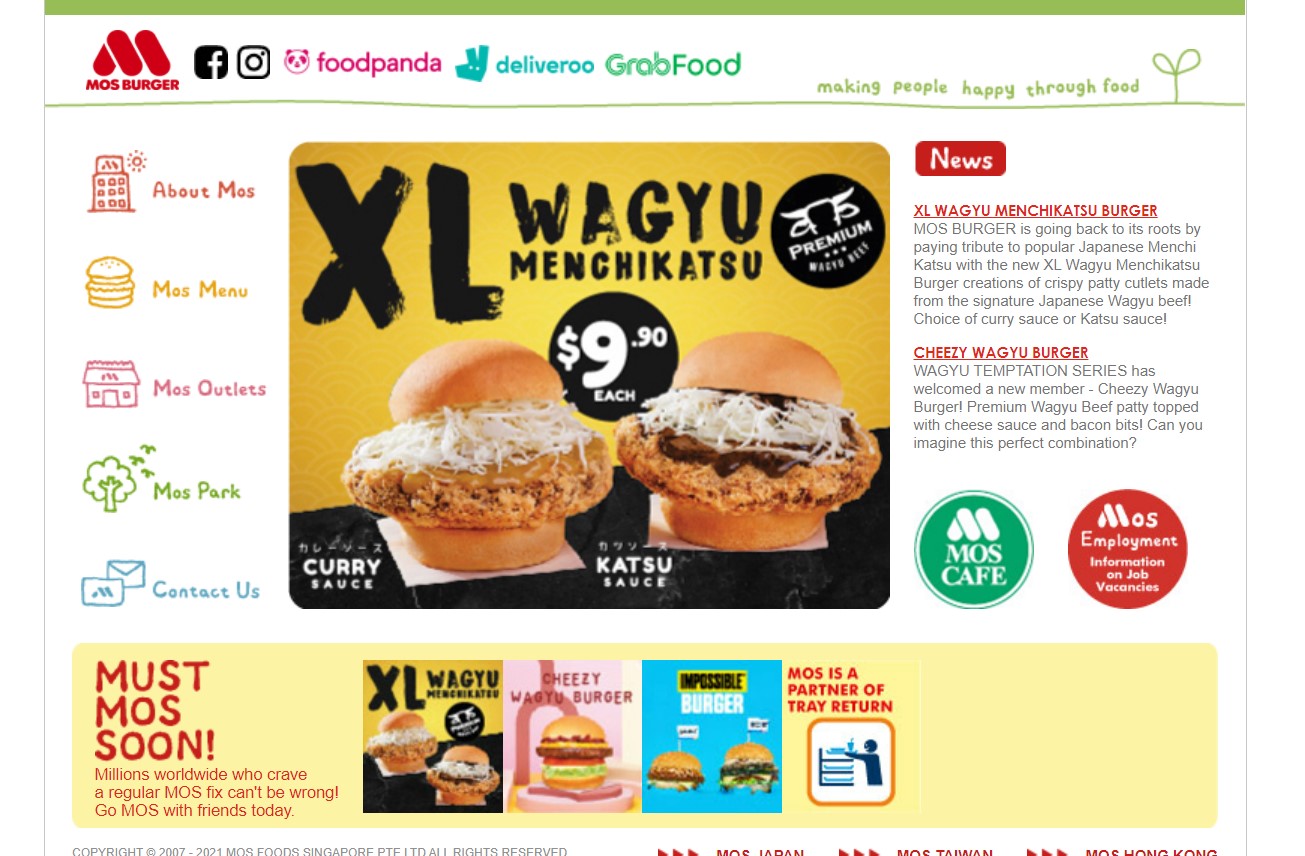 MOS BURGER
foodpanda
deliveroo
GrabFood
making people happy through food
About Mos
Mos Menu
Mos Outlets
Mos Park
Contact Us
XL WAGYU
MENCHIKATSU
PREMIUM
WAGYU BEEF
$9.90
EACH
カレーソース
CURRY
SAUCE
カツソース
KATSU
SAUCE
News
XL WAGYU MENCHIKATSU BURGER
MOS BURGER is going back to its roots by
paying tribute to popular Japanese Menchi
Katsu with the new XL Wagyu Menchikatsu
Burger creations of crispy patty cutlets made
from the signature Japanese Wagyu beef!
Choice of curry sauce or Katsu sauce!
CHEEZY WAGYU BURGER
WAGYU TEMPTATION SERIES has
welcomed a new member - Cheezy Wagyu
Burger! Premium Wagyu Beef patty topped
with cheese sauce and bacon bits! Can you
imagine this perfect combination?
MOS
CAFE
Mos
Employment
Information
on Job
Vacancies
MUST
MOS
SOON!
Millions worldwide who crave
a regular MOS fix can't be wrong!
Go MOS with friends today.
XL WAGYU
MENCHIKATSU
PREMIUM
CHEEZY
WAGYU BURGER
IMPOSSIBLE
BURGER
MOS IS A
PARTNER OF
TRAY RETURN
COPYRIGHT © 2007 - 2021 MOS FOODS SINGAPORE PTE LTD ALL RIGHTS RESERVED
MOS JAPAN
MOS TAIWAN
MOS HONG KONG